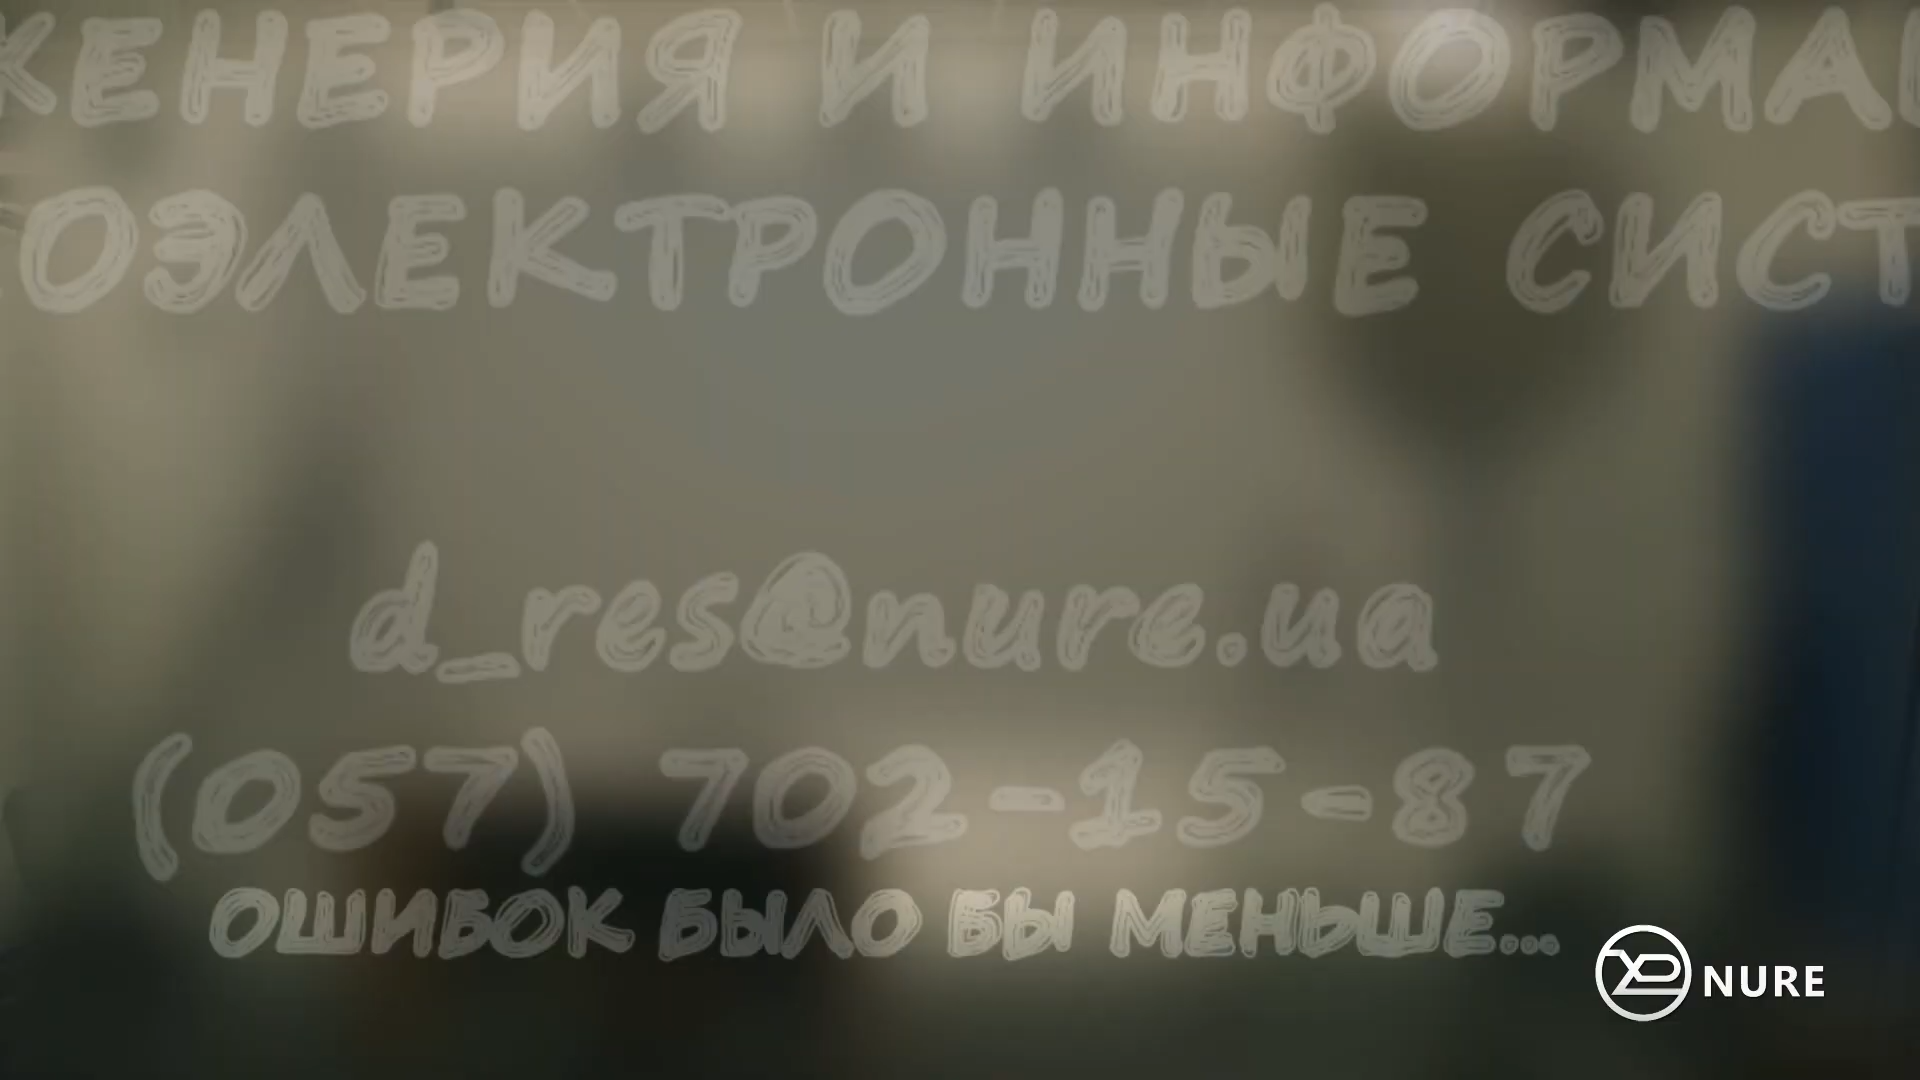 ЖЕНЕРИЯ И ИНФОРМАЦ
ОЭЛЕКТРОННЫЕ СИСТ
d_res@nure.ua
(057) 702-15-87
ОШИБОК БЫЛО БЫ МЕНЬШЕ...
NURE